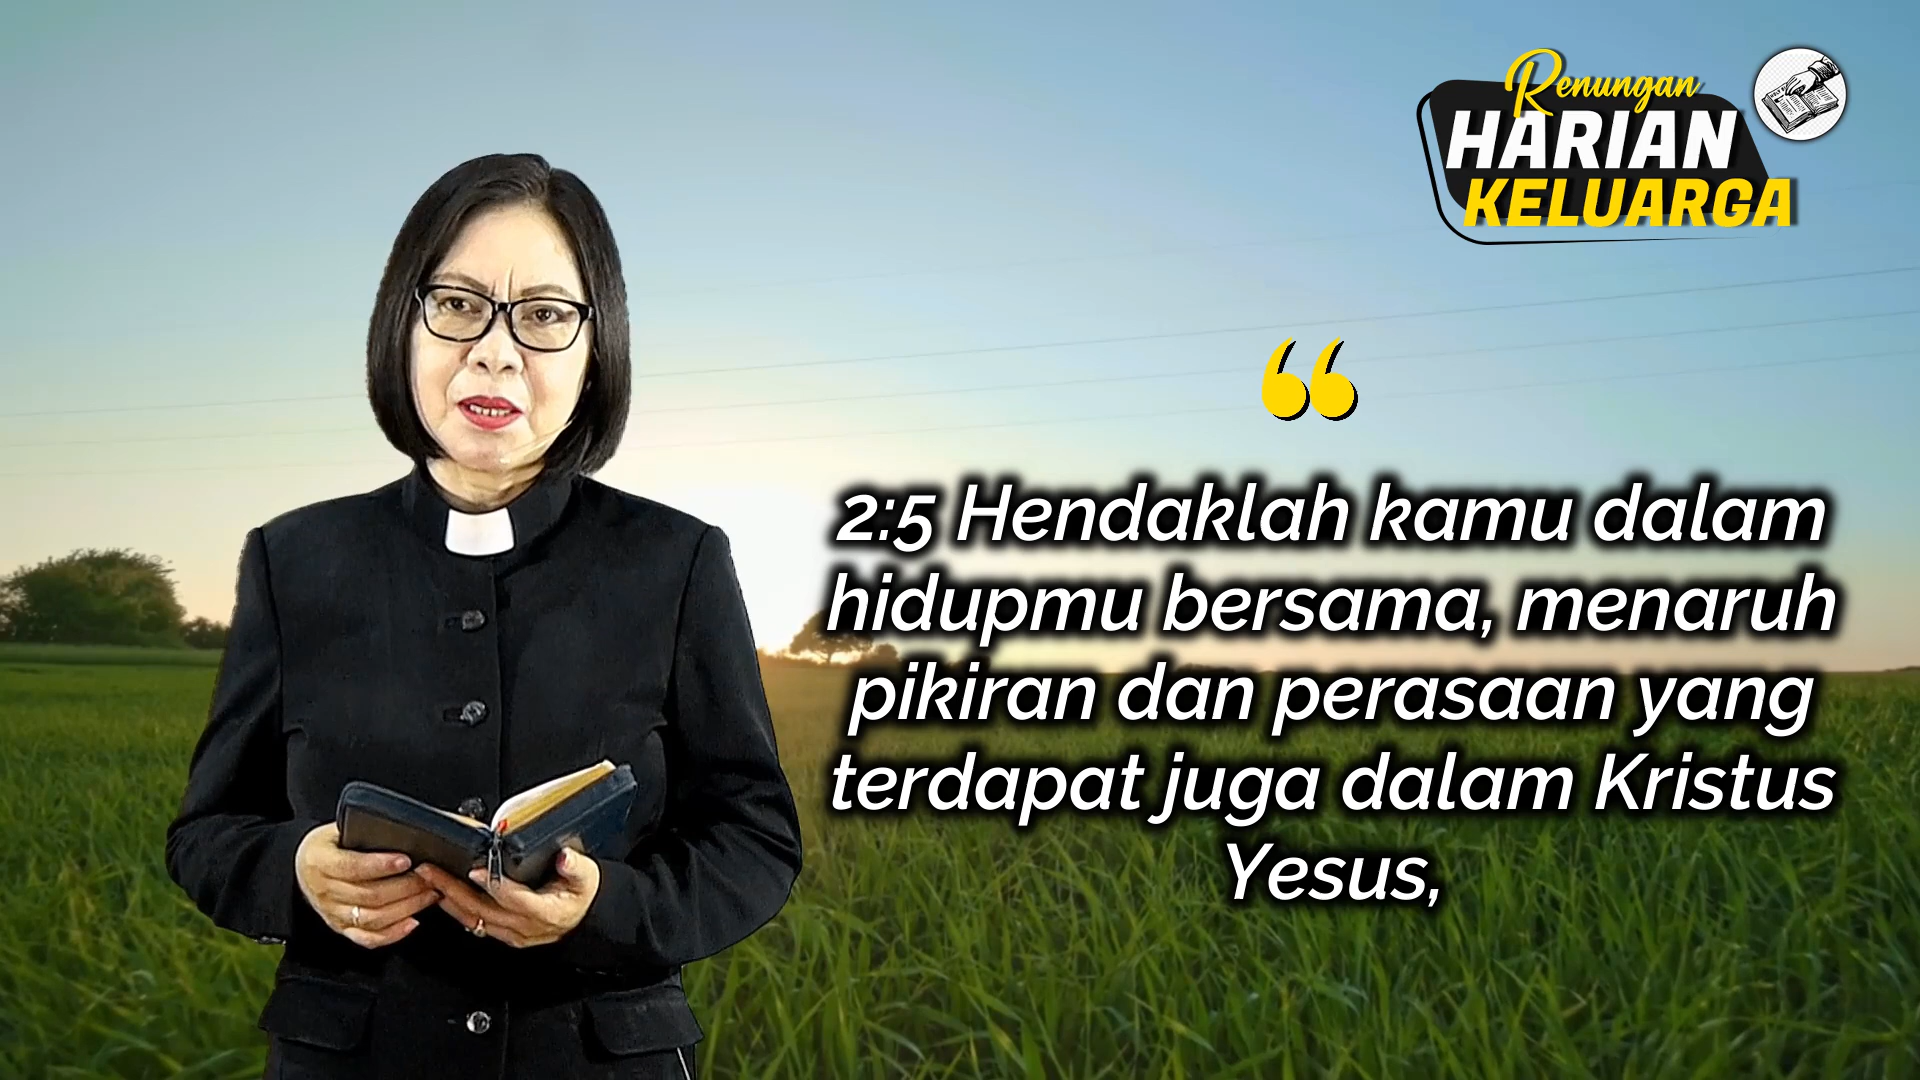 Renungan
HARIAN
KELUARGA
2:5 Hendaklah kamu dalam
hidupmu bersama, menaruh
pikiran dan perasaan yang
terdapat juga dalam Kristus
Yesus,